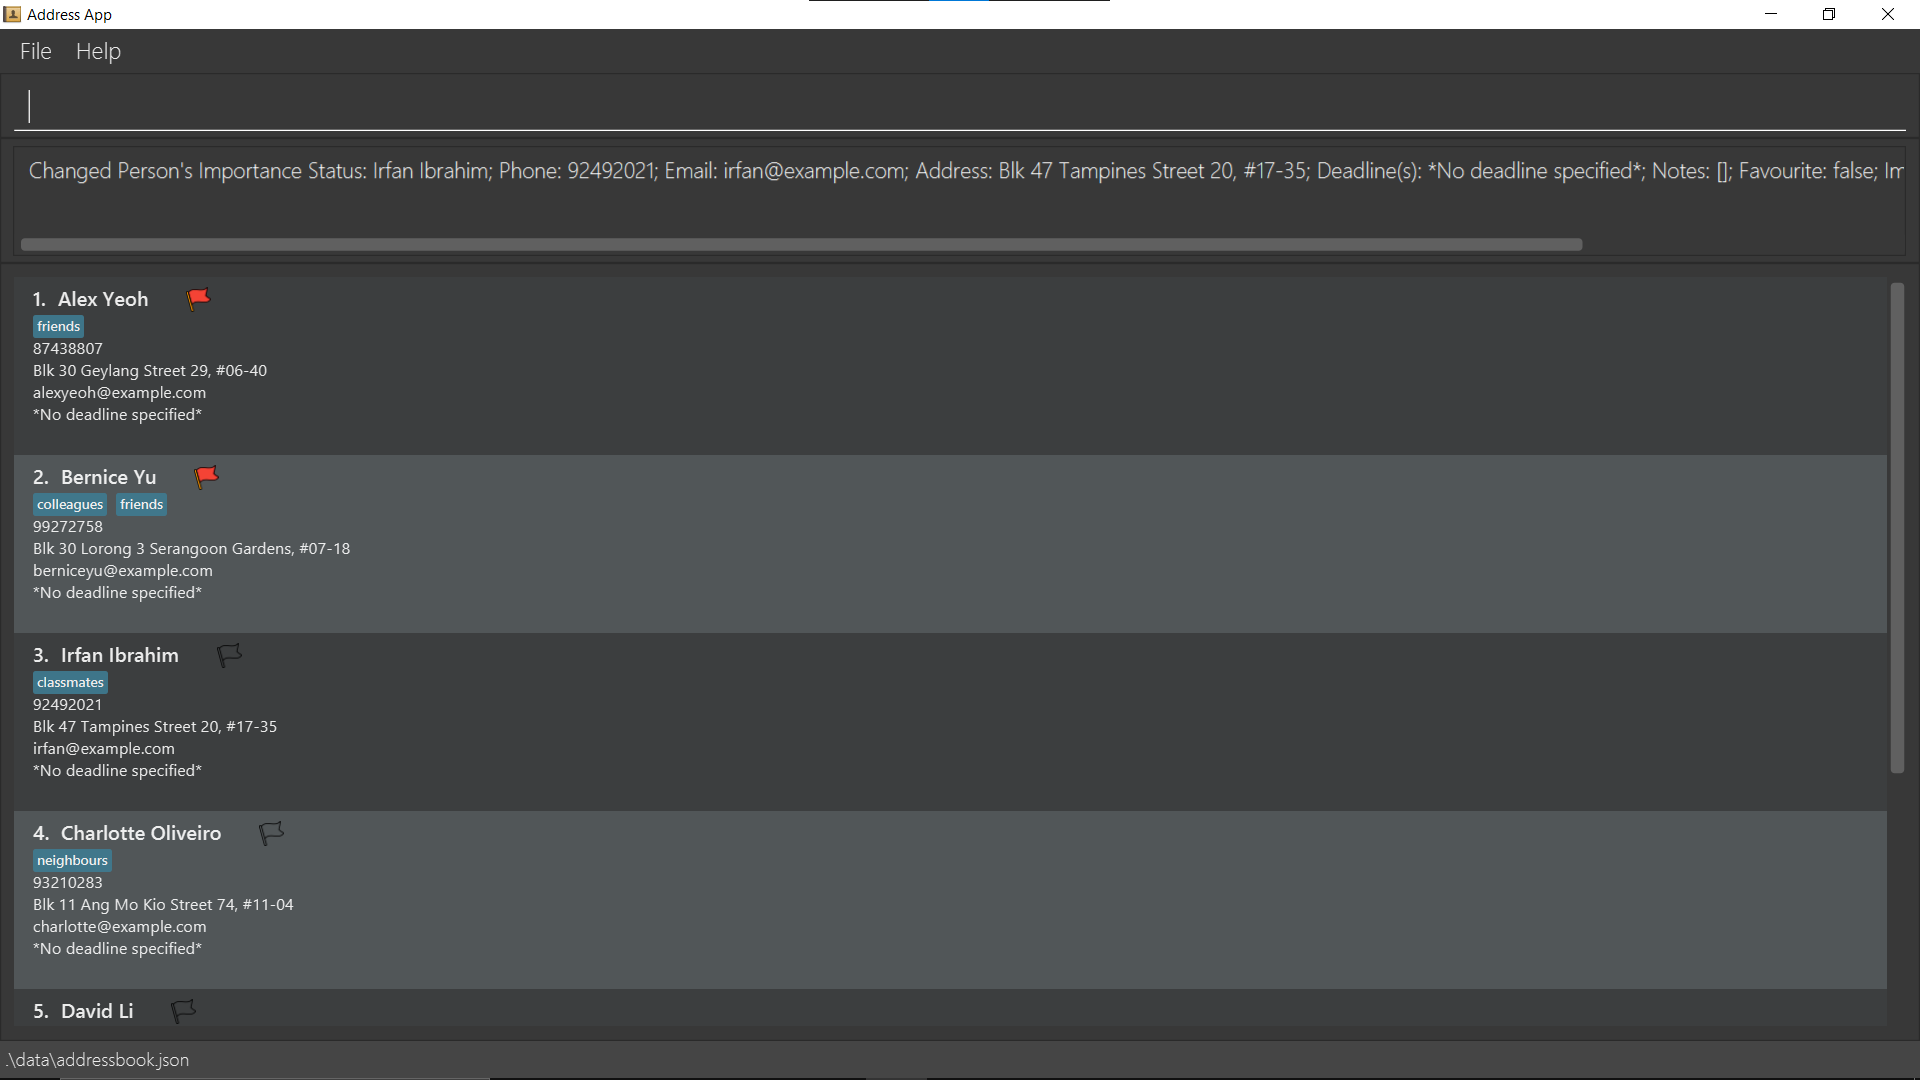 Address App
File Help
Changed Person's Importance Status: Irfan Ibrahim; Phone: 92492021; Email: irfan@example.com; Address: Blk 47 Tampines Street 20, #17-35; Deadline(s): *No deadline specified*; Notes: []; Favourite: false; Im
1. Alex Yeoh
friends
87438807
Blk 30 Geylang Street 29, #06-40
alexyeoh@example.com
*No deadline specified*
2. Bernice Yu
colleagues friends
99272758
Blk 30 Lorong 3 Serangoon Gardens, #07-18
berniceyu@example.com
*No deadline specified*
3. Irfan Ibrahim
classmates
92492021
Blk 47 Tampines Street 20, #17-35
irfan@example.com
*No deadline specified*
4. Charlotte Oliveiro
neighbours
93210283
Blk 11 Ang Mo Kio Street 74, #11-04
charlotte@example.com
*No deadline specified*
5. David Li
.\data\addressbook.json